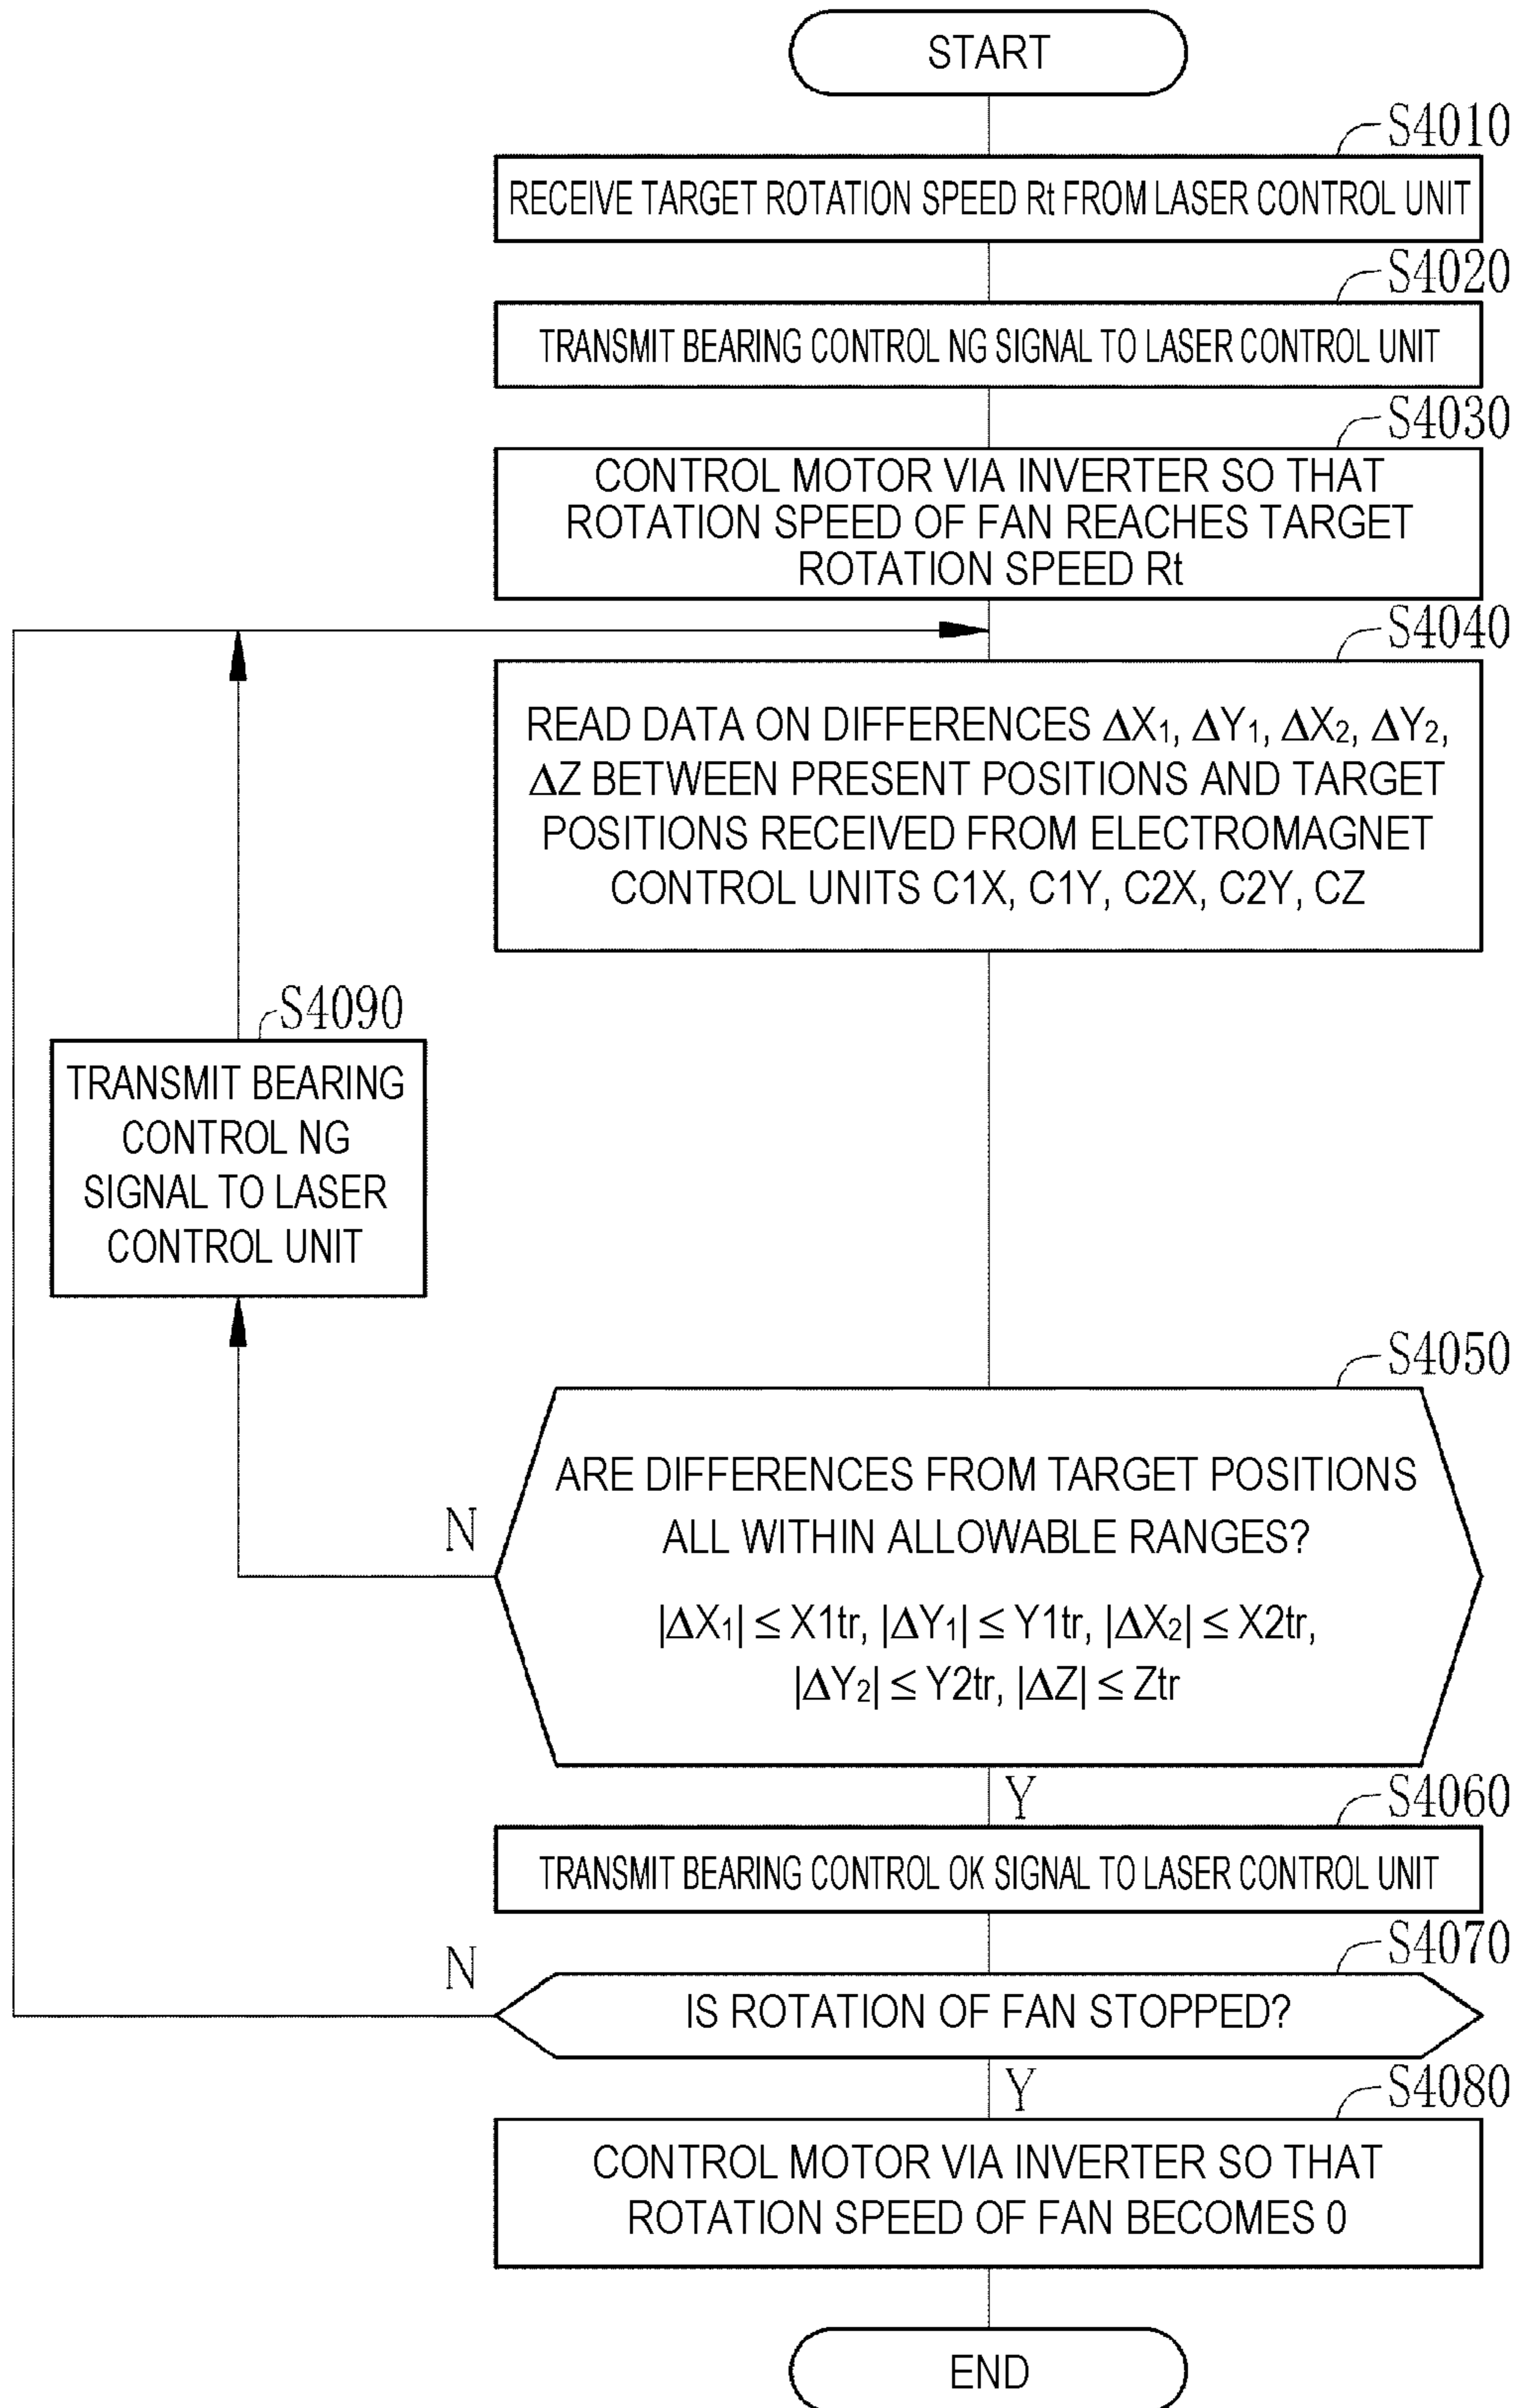 START
S4010
RECEIVE TARGET ROTATION SPEED Rt FROM LASER CONTROL UNIT
S4020
TRANSMIT BEARING CONTROL NG SIGNAL TO LASER CONTROL UNIT
S4030
CONTROL MOTOR VIA INVERTER SO THAT
ROTATION SPEED OF FAN REACHES TARGET
ROTATION SPEED Rt
S4040
READ DATA ON DIFFERENCES ΔX₁, ΔY₁, ΔX₂, ΔY₂,
ΔZ BETWEEN PRESENT POSITIONS AND TARGET
POSITIONS RECEIVED FROM ELECTROMAGNET
CONTROL UNITS C1X, C1Y, C2X, C2Y, CZ
S4090
TRANSMIT BEARING
CONTROL NG
SIGNAL TO LASER
CONTROL UNIT
S4050
ARE DIFFERENCES FROM TARGET POSITIONS
ALL WITHIN ALLOWABLE RANGES?
|ΔX₁| ≤ X1tr, |ΔY₁| ≤ Y1tr, |ΔX₂| ≤ X2tr,
|ΔY₂| ≤ Y2tr, |ΔZ| ≤ Ztr
N
Y
S4060
TRANSMIT BEARING CONTROL OK SIGNAL TO LASER CONTROL UNIT
S4070
N
IS ROTATION OF FAN STOPPED?
Y
S4080
CONTROL MOTOR VIA INVERTER SO THAT
ROTATION SPEED OF FAN BECOMES 0
END